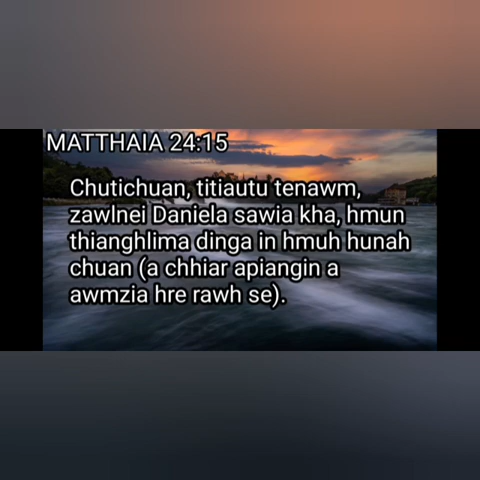 MATTHAIA 24:15
Chutichuan, titiautu tenawm,
zawlnei Daniela sawia kha, hmun
thianghlima dinga in hmuh hunah
chuan (a chhiar apiangin a
awmzia hre rawh se).